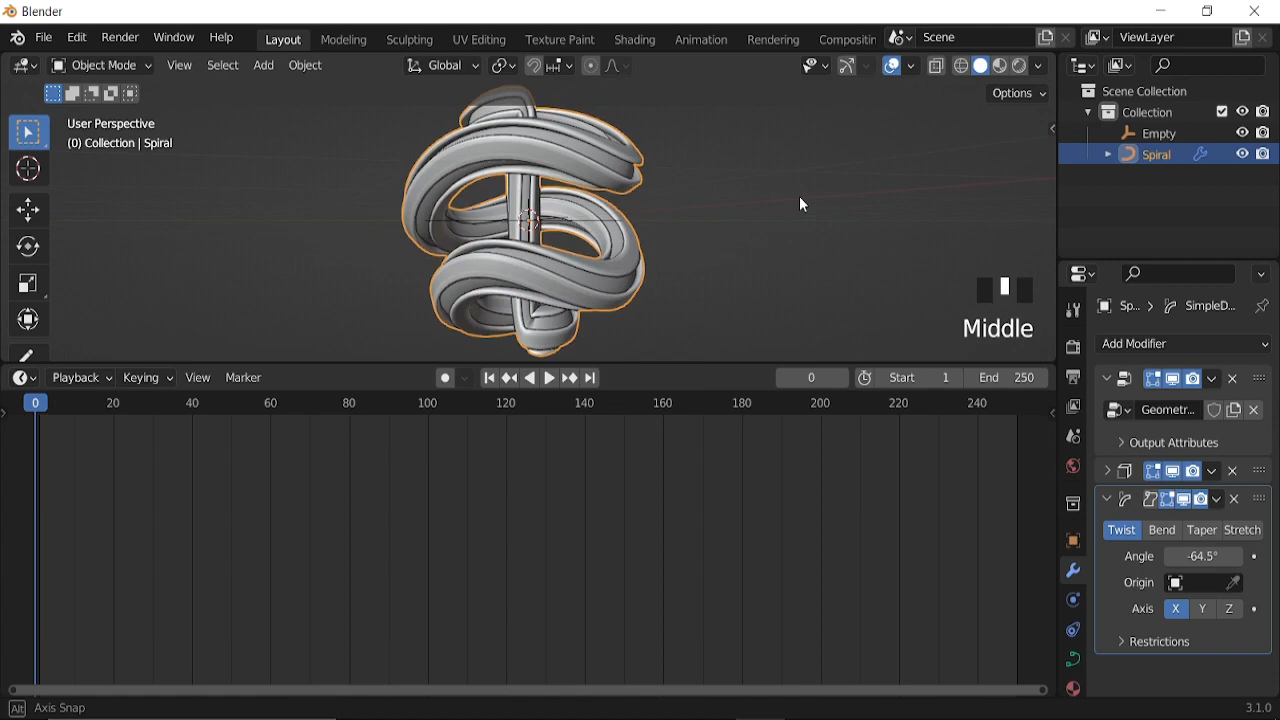 Blender
File Edit Render Window Help Layout Modeling Sculpting UV Editing Texture Paint Shading Animation Rendering Compositin Scene ViewLayer
Object Mode View Select Add Object Global
Options
User Perspective
(0) Collection | Spiral
Scene Collection
Collection
Empty
Spiral
Middle
Sp... SimpleD...
Add Modifier
Geometr...
Output Attributes
Twist Bend Taper Stretch
Angle -64.5°
Origin
Axis X Y Z
Restrictions
Playback Keying View Marker 0 Start 1 End 250
0 20 40 60 80 100 120 140 160 180 200 220 240
Alt Axis Snap 3.1.0